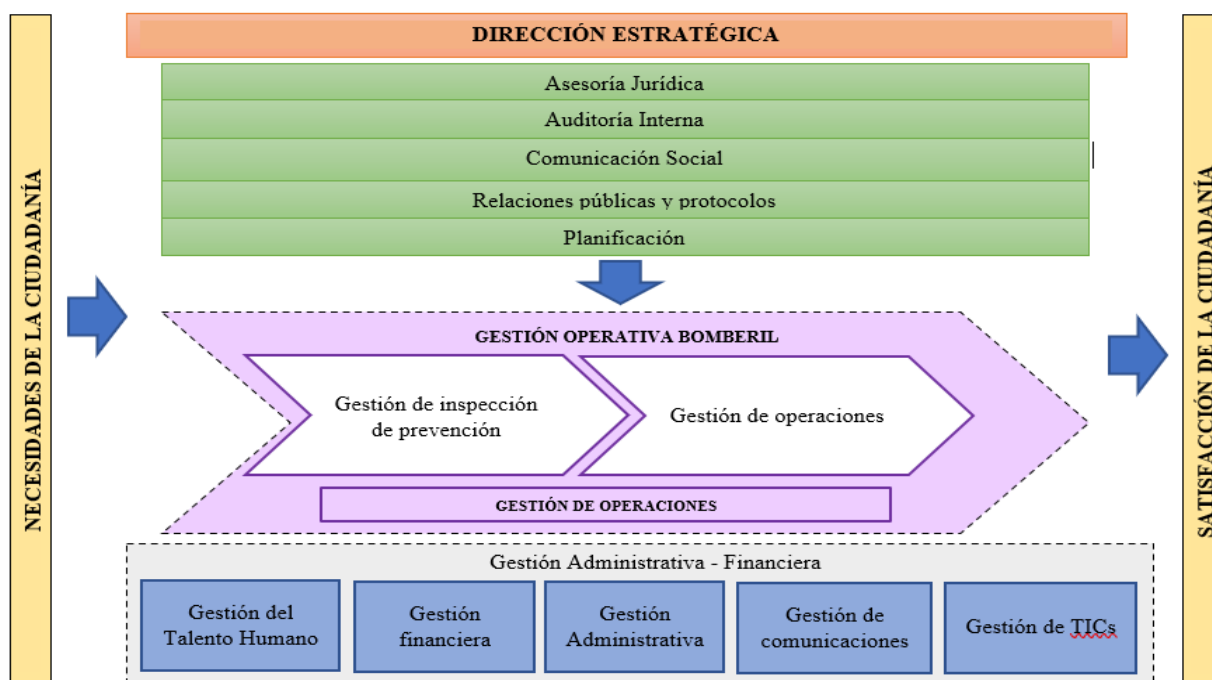 NECESIDADES DE LA CIUDADANÍA
DIRECCIÓN ESTRATÉGICA
Asesoría Jurídica
Auditoría Interna
Comunicación Social
Relaciones públicas y protocolos
Planificación
GESTIÓN OPERATIVA BOMBERIL
Gestión de inspección
de prevención
Gestión de operaciones
GESTIÓN DE OPERACIONES
Gestión Administrativa - Financiera
Gestión del
Talento Humano
Gestión
financiera
Gestión
Administrativa
Gestión de
comunicaciones
Gestión de TICs
SATISFACCIÓN DE LA CIUDADANÍA